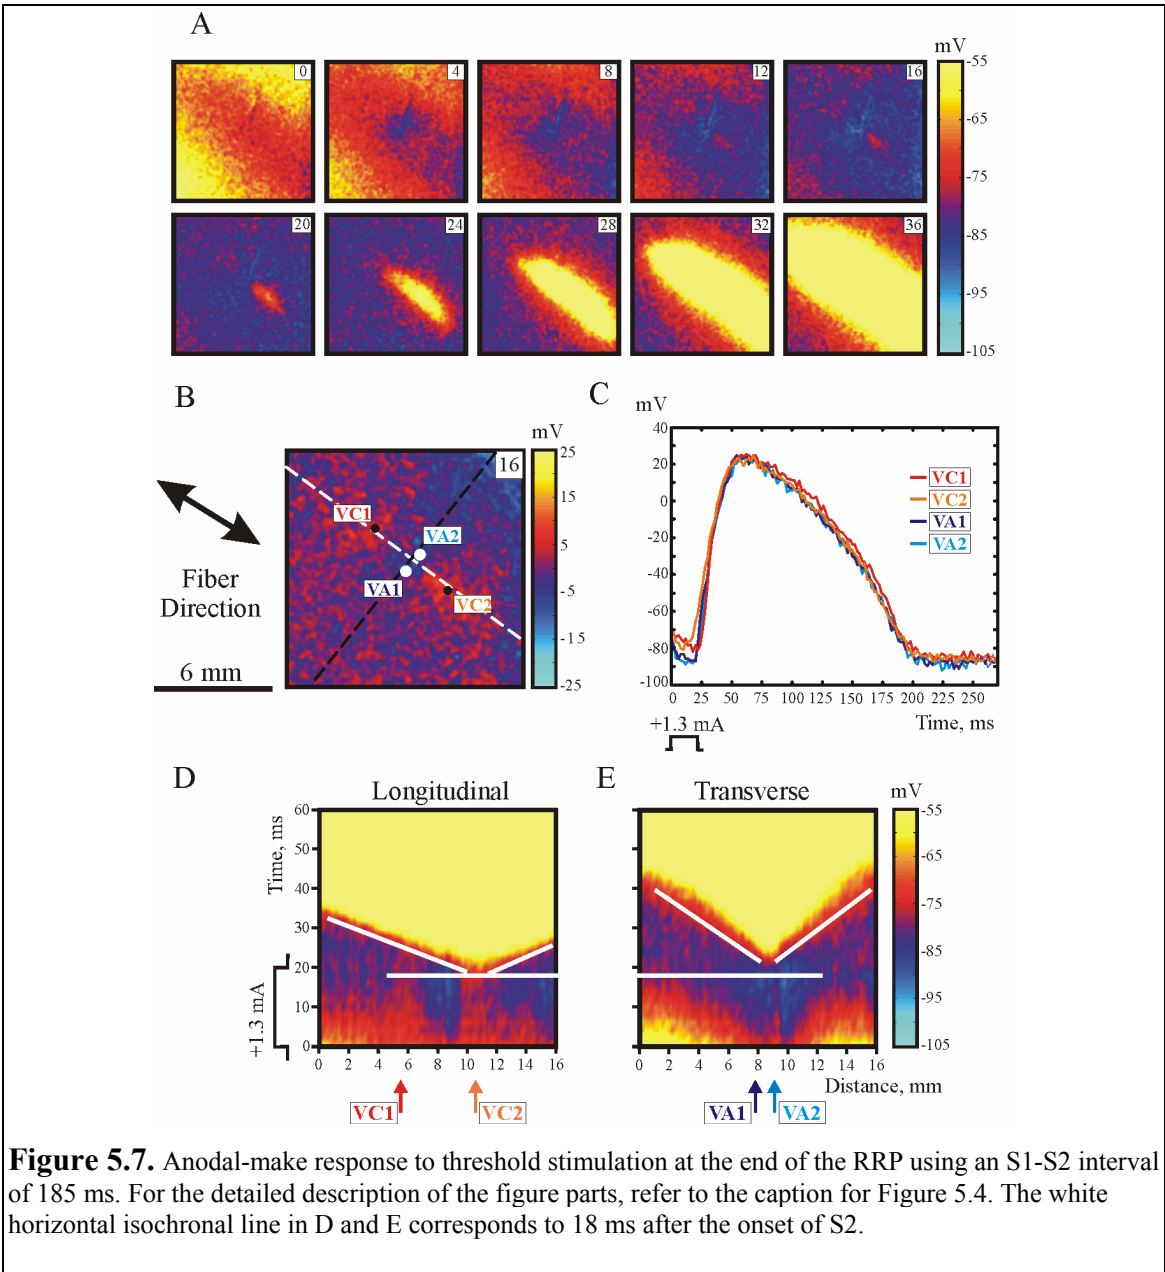 A
mV
0
4
8
12
16
-55
-65
-75
-85
-95
-105
20
24
28
32
36
B
mV
16
25
15
5
-5
-15
-25
VC1
VA2
VA1
VC2
Fiber
Direction
6 mm
C
mV
40
20
0
-20
-40
-60
-80
-100
VC1
VC2
VA1
VA2
0 25 50 75 100 125 150 175 200 225 250
Time, ms
+1.3 mA
D
Longitudinal
Time, ms
60
50
40
30
20
10
0
+1.3 mA
0 2 4 6 8 10 12 14 16
VC1
VC2
E
Transverse
mV
-55
-65
-75
-85
-95
-105
0 2 4 6 8 10 12 14 16
Distance, mm
VA1
VA2
Figure 5.7. Anodal-make response to threshold stimulation at the end of the RRP using an S1-S2 interval
of 185 ms. For the detailed description of the figure parts, refer to the caption for Figure 5.4. The white
horizontal isochronal line in D and E corresponds to 18 ms after the onset of S2.